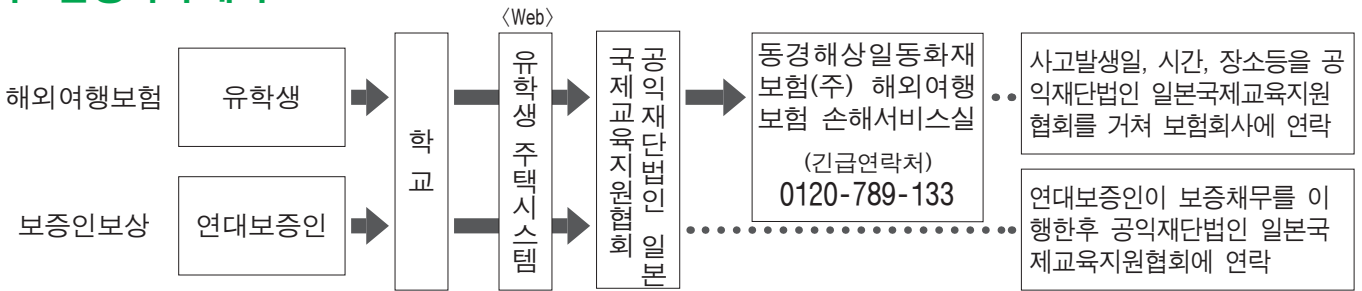 〈Web〉
해외여행보험
유학생
학교
유학생 주택시스템
공익재단법인 일본
국제교육지원협회
동경해상일동화재
보험(주) 해외여행
보험 손해서비스실
(긴급연락처)
0120-789-133
사고발생일, 시간, 장소등을 공
익재단법인 일본국제교육지원
협회를 거쳐 보험회사에 연락
보증인보상
연대보증인
연대보증인이 보증채무를 이
행한후 공익재단법인 일본국
제교육지원협회에 연락